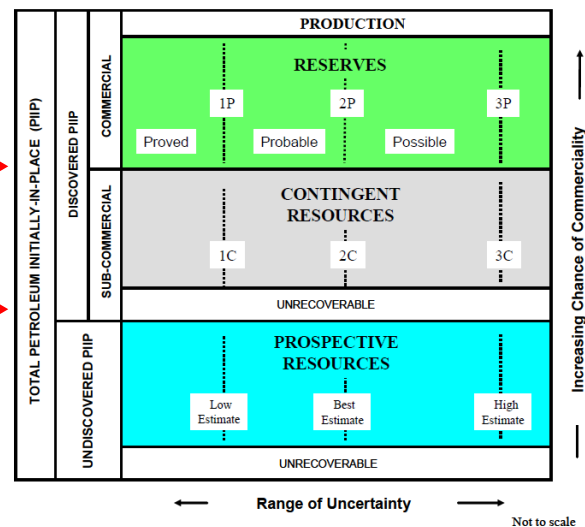 TOTAL PETROLEUM INITIALLY-IN-PLACE (PIIP)
DISCOVERED PIIP
UNDISCOVERED PIIP
COMMERCIAL
SUB-COMMERCIAL
PRODUCTION
RESERVES
1P 2P 3P
Proved Probable Possible
CONTINGENT
RESOURCES
1C 2C 3C
UNRECOVERABLE
PROSPECTIVE
RESOURCES
Low Best High
Estimate Estimate Estimate
UNRECOVERABLE
Increasing Chance of Commerciality
Range of Uncertainty
Not to scale